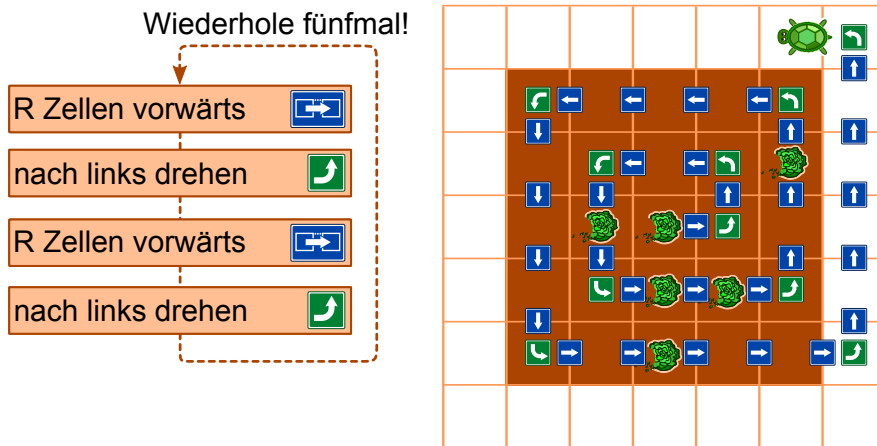 Wiederhole fünfmal!
R Zellen vorwärts
nach links drehen
R Zellen vorwärts
nach links drehen